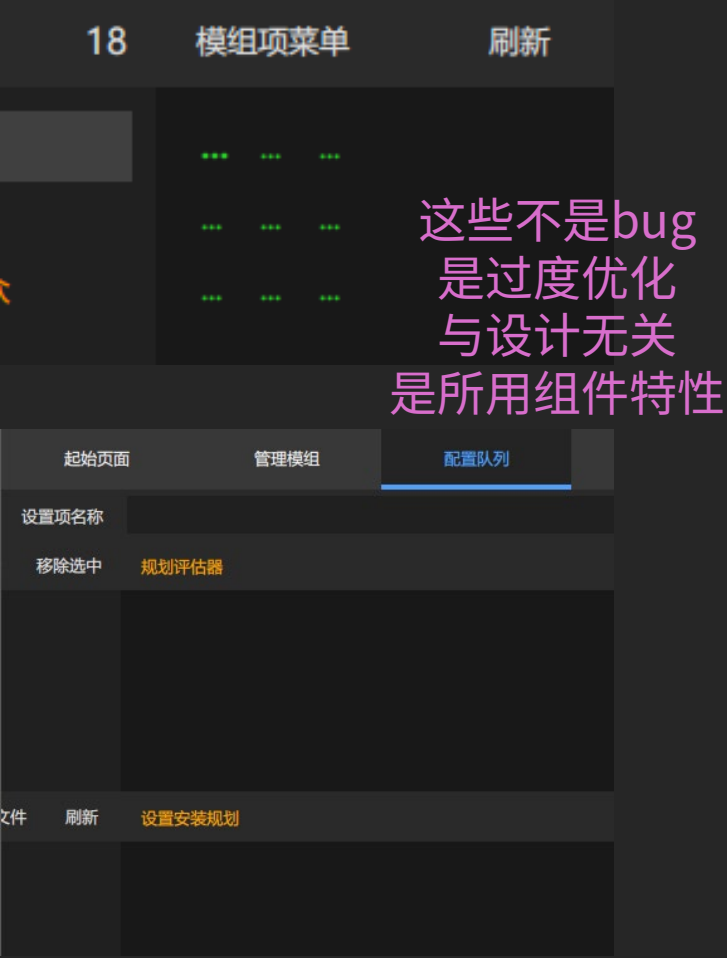 18 模组项菜单 刷新
... ... ...
... ... ...
... ... ...
这些不是bug
是过度优化
与设计无关
是所用组件特性
起始页面 管理模组 配置队列
设置项名称
移除选中 规划评估器
文件 刷新 设置安装规划